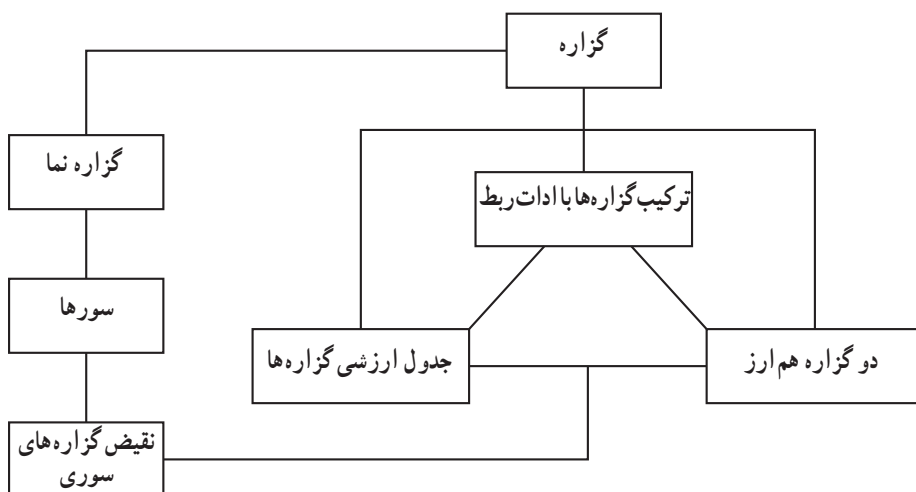 گزاره
گزاره نما
ترکیب گزاره‌ها با ادات ربط
سورها
جدول ارزشی گزاره‌ها
دو گزاره هم ارز
نقیض گزاره‌های
سوری